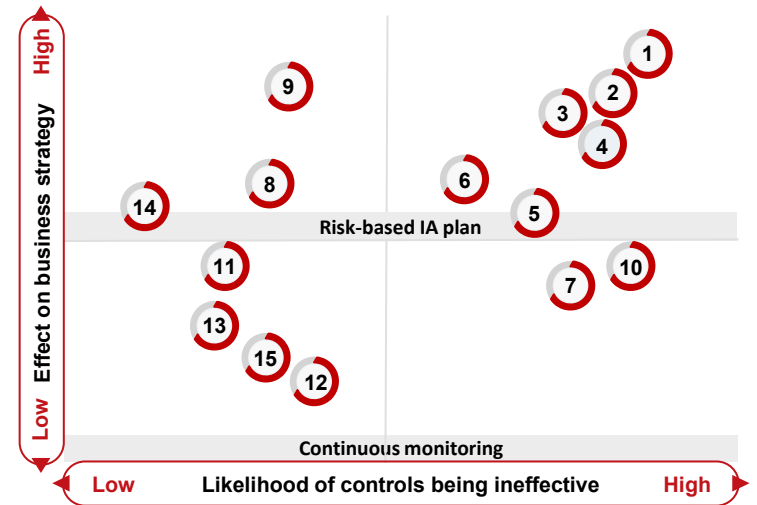 High
Effect on business strategy
Low
1
2
9
3
4
6
8
14
5
Risk-based IA plan
11
10
7
13
15
12
Continuous monitoring
Low Likelihood of controls being ineffective High